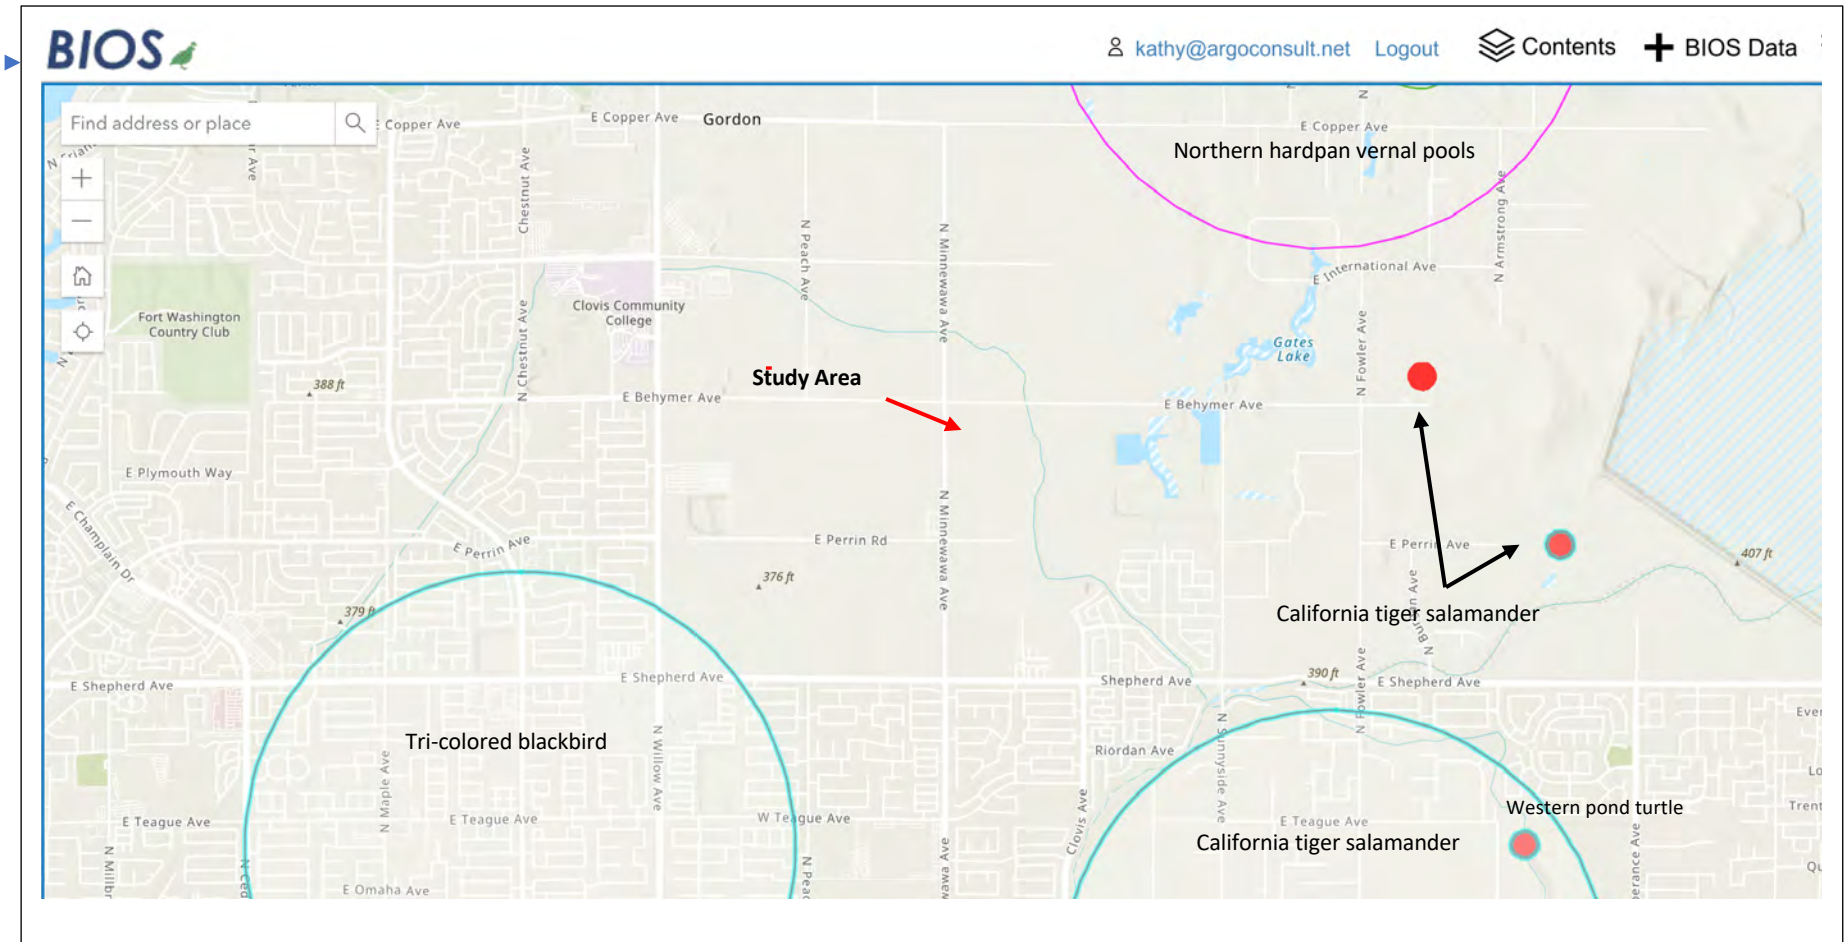 BIOS
kathy@argoconsult.net Logout Contents BIOS Data
Find address or place
E Copper Ave
E Copper Ave
Gordon
N
E Copper Ave
Northern hardpan vernal pools
Chestnut Ave
N Peach Ave
N Minnewawa Ave
N Armstrong Ave
E International Ave
Clovis Community
College
Fort Washington
Country Club
N Chestnut Ave
Gates
Lake
N Fowler Ave
Study Area
388 ft
E Behymer Ave
E Behymer Ave
E Plymouth Way
E Champlain Dr
E Perrin Ave
N Minnewawa Ave
E Perrin Rd
E Perrin Ave
407 ft
376 ft
379 ft
California tiger salamander
N Burgan Ave
E Shepherd Ave
E Shepherd Ave
Shepherd Ave
390 ft
E Shepherd Ave
N Fowler Ave
Tri-colored blackbird
N Willow Ave
Riordan Ave
N Sunnyside Ave
N Maple Ave
Western pond turtle
E Teague Ave
E Teague Ave
W Teague Ave
E Teague Ave
Clovis Ave
California tiger salamander
E Omaha Ave